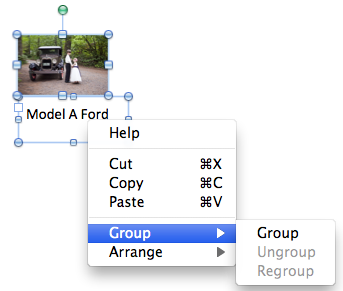 Model A Ford
Help
Cut ⌘X
Copy ⌘C
Paste ⌘V
Group
Arrange
Group
Ungroup
Regroup